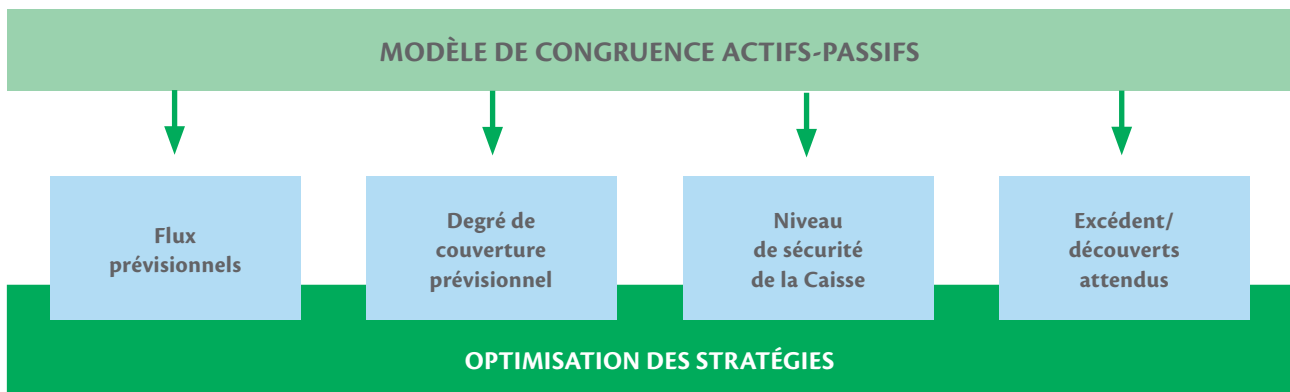 MODÈLE DE CONGRUENCE ACTIFS-PASSIFS
Flux
prévisionnels
Degré de
couverture
prévisionnel
Niveau
de sécurité
de la Caisse
Excédent/
découverts
attendus
OPTIMISATION DES STRATÉGIES